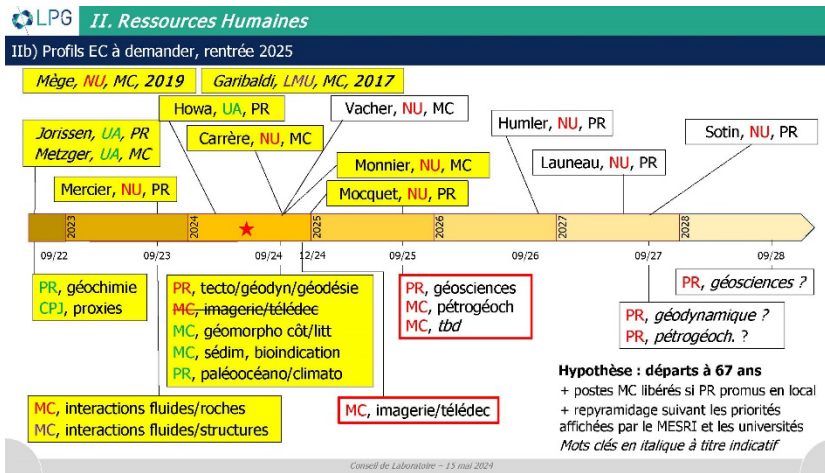 LPG
II. Ressources Humaines
IIb) Profils EC à demander, rentrée 2025
Mège, NU, MC, 2019
Garibaldi, LMU, MC, 2017
Howa, UA, PR
Vacher, NU, MC
Humler, NU, PR
Sotin, NU, PR
Jorissen, UA, PR
Metzger, UA, MC
Carrère, NU, MC
Launeau, NU, PR
Monnier, NU, MC
Mercier, NU, PR
Mocquet, NU, PR
2023
2024
2025
2026
2027
2028
09/22
09/23
09/24
12/24
09/25
09/26
09/27
09/28
PR, géochimie
CPJ, proxies
PR, tecto/géodyn/géodésie
MC, imagerie/télédec
MC, géomorpho côt/litt
MC, sédim, bioindication
PR, paléoocéano/climato
PR, géosciences
MC, pétrogéoch
MC, tbd
PR, géosciences ?
PR, géodynamique ?
PR, pétrogéoch. ?
MC, interactions fluides/roches
MC, interactions fluides/structures
MC, imagerie/télédec
Hypothèse : départs à 67 ans
+ postes MC libérés si PR promus en local
+ repyramidage suivant les priorités
affichées par le MESRI et les universités
Mots clés en italique à titre indicatif
Conseil de Laboratoire – 15 mai 2024